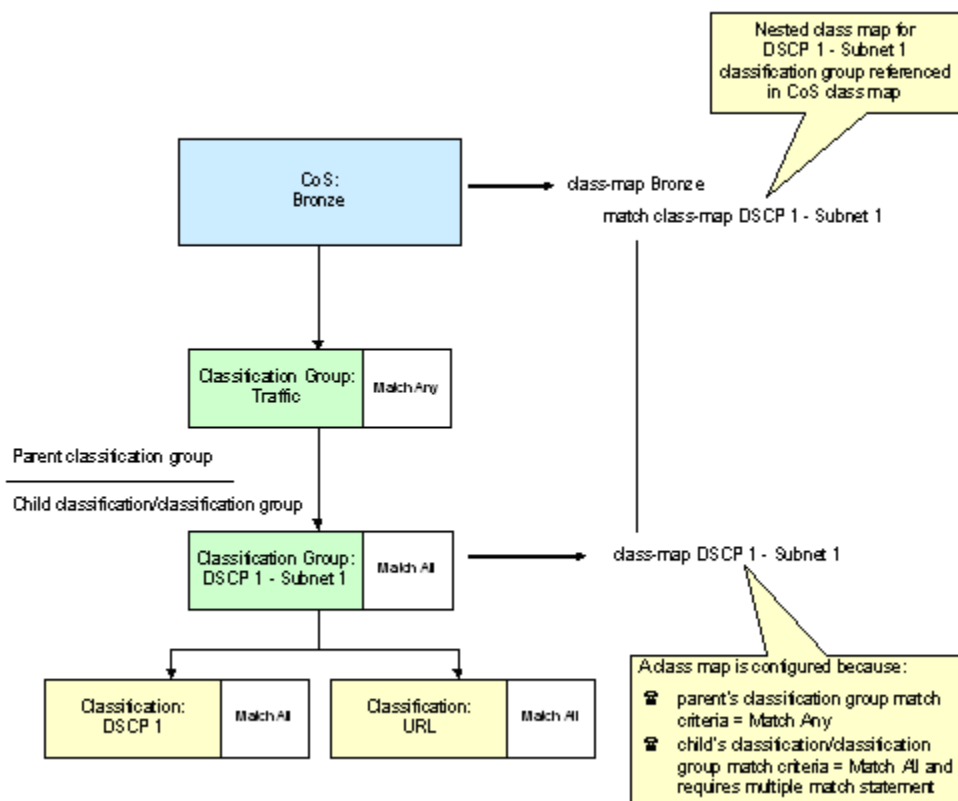 Nested class map for
DSCP 1 - Subnet 1
classification group referenced
in CoS class map
CoS:
Bronze
class-map Bronze
match class-map DSCP 1 - Subnet 1
Classification Group:
Traffic
Match Any
Parent classification group
Child classification/classification group
Classification Group:
DSCP 1 - Subnet 1
Match All
class-map DSCP 1 - Subnet 1
Classification:
DSCP 1
Match All
Classification:
URL
Match All
A class map is configured because:
☎ parent's classification group match
criteria = Match Any
☎ child's classification/classification
group match criteria = Match All and
requires multiple match statement